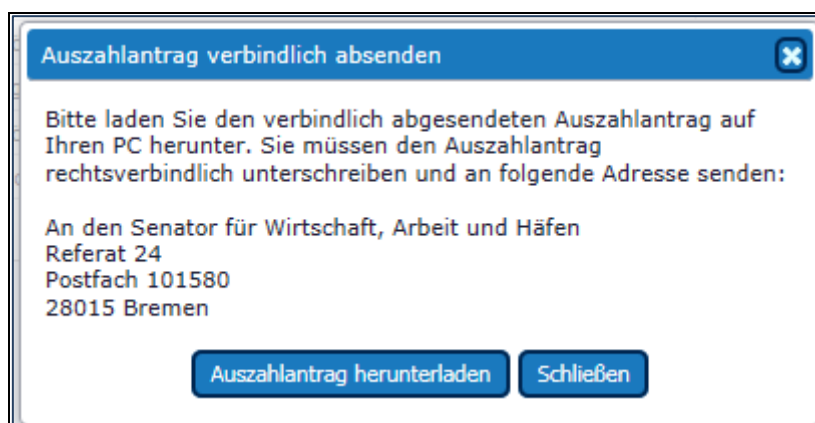 Auszahlantrag verbindlich absenden
Bitte laden Sie den verbindlich abgesendeten Auszahlantrag auf
Ihren PC herunter. Sie müssen den Auszahlantrag
rechtsverbindlich unterschreiben und an folgende Adresse senden:
An den Senator für Wirtschaft, Arbeit und Häfen
Referat 24
Postfach 101580
28015 Bremen
Auszahlantrag herunterladen Schließen